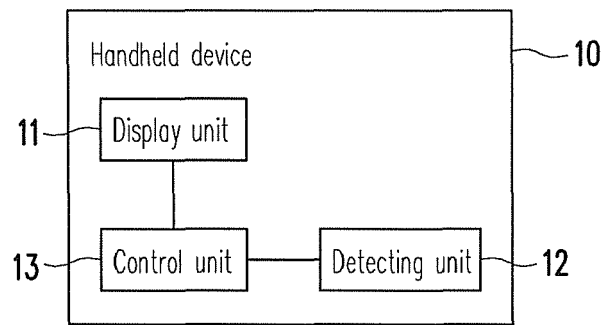 Handheld device
10
11
Display unit
13
Control unit
Detecting unit
12